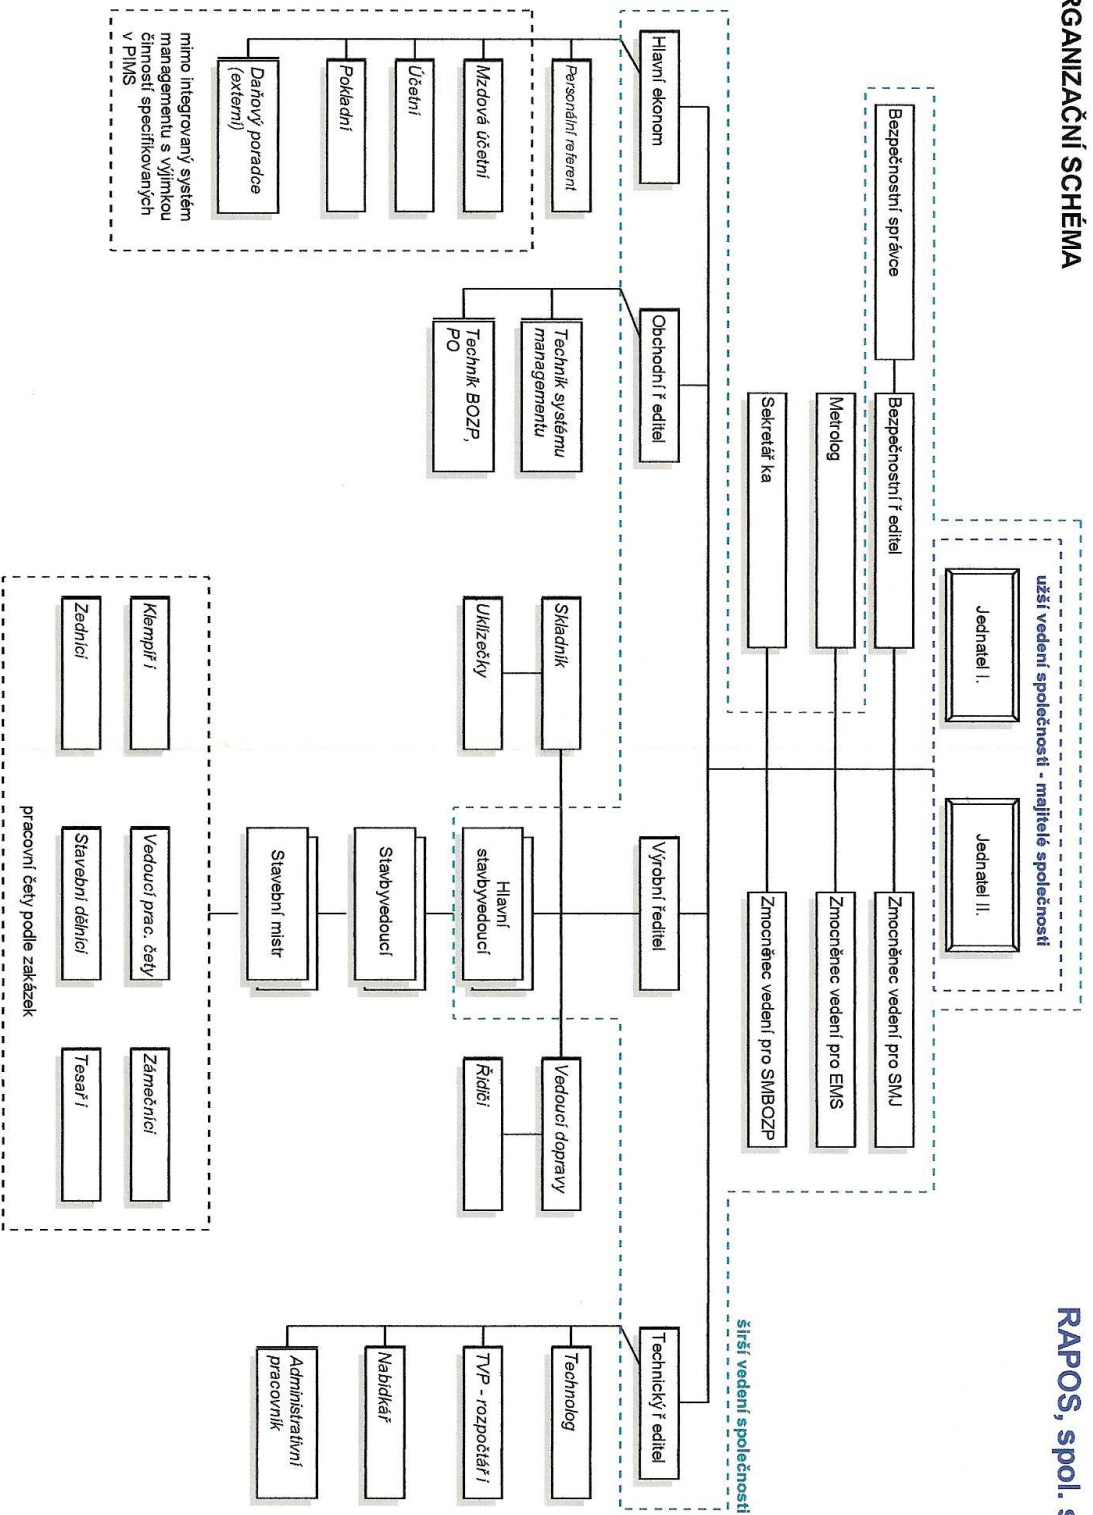 RGANIZAČNÍ SCHÉMA
RAPOS, spol. s
užší vedení společnosti - majitelé společnosti
Jednatel I.
Jednatel II.
Bezpečnostní správce
Bezpečnostní ředitel
Zmocněnec vedení pro SMJ
Metrolog
Zmocněnec vedení pro EMS
Sekretářka
Zmocněnec vedení pro SMBOZP
širší vedení společnosti
Hlavní ekonom
Obchodní ředitel
Výrobní ředitel
Technický ředitel
Personální referent
Mzdová účetní
Účetní
Pokladní
Daňový poradce
(externí)
mimo integrovaný systém
managementu s výjimkou
činností specifikovaných
v PIMS
Technik systému
managementu
Technik BOZP,
PO
Skladník
Uklízečky
Hlavní
stavbyvedoucí
Stavbyvedoucí
Stavební mistr
Vedoucí dopravy
Řidiči
Technolog
TVP - rozpočtáři
Nabídkář
Administrativní
pracovník
Klempíři
Vedoucí prac. čety
Zámečníci
Zedníci
Stavební dělníci
Tesaři
pracovní čety podle zakázek